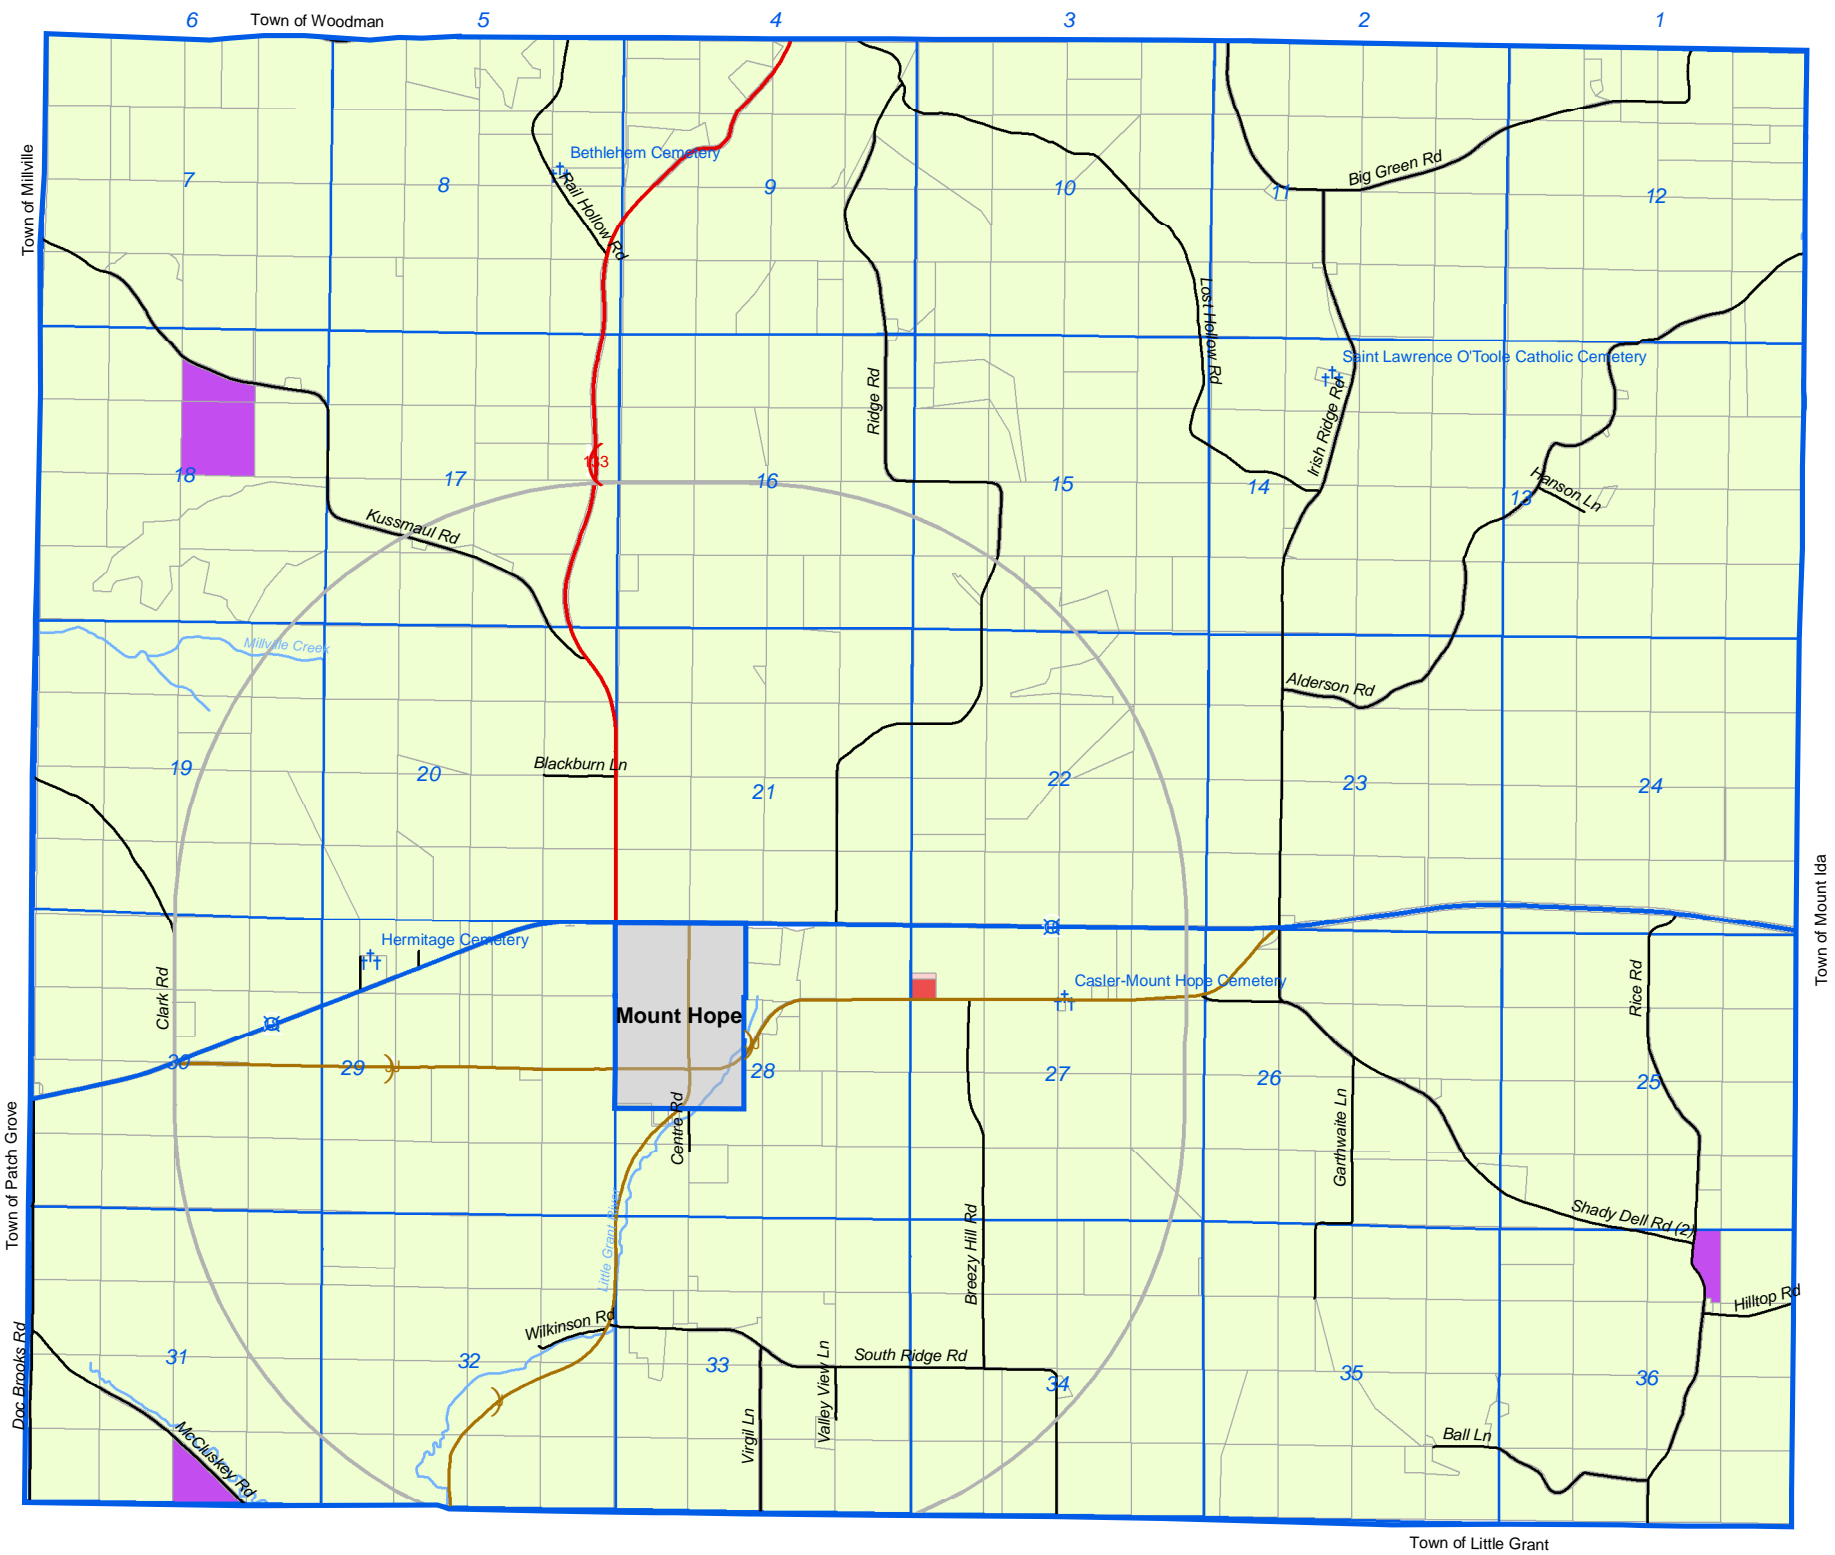 6
5
4
3
2
1
Town of Woodman
Town of Millville
Bethlehem Cemetery
Rail Hollow Rd
7
8
9
10
11
Big Green Rd
12
Lost Hollow Rd
Ridge Rd
Saint Lawrence O'Toole Catholic Cemetery
Irish Ridge Rd
133
18
17
16
15
14
13
Hanson Ln
Kussmaul Rd
Millville Creek
Alderson Rd
19
20
Blackburn Ln
21
22
23
24
Town of Mount Ida
Hermitage Cemetery
Casler-Mount Hope Cemetery
Clark Rd
Rice Rd
Mount Hope
30
29
28
27
26
25
Centre Rd
Garthwaite Ln
Town of Patch Grove
Little Grant River
Breezy Hill Rd
Shady Dell Rd (2)
Hilltop Rd
Wilkinson Rd
Doc Brooks Rd
31
32
33
South Ridge Rd
34
35
36
Valley View Ln
Virgil Ln
McCluskey Rd
Ball Ln
Town of Little Grant